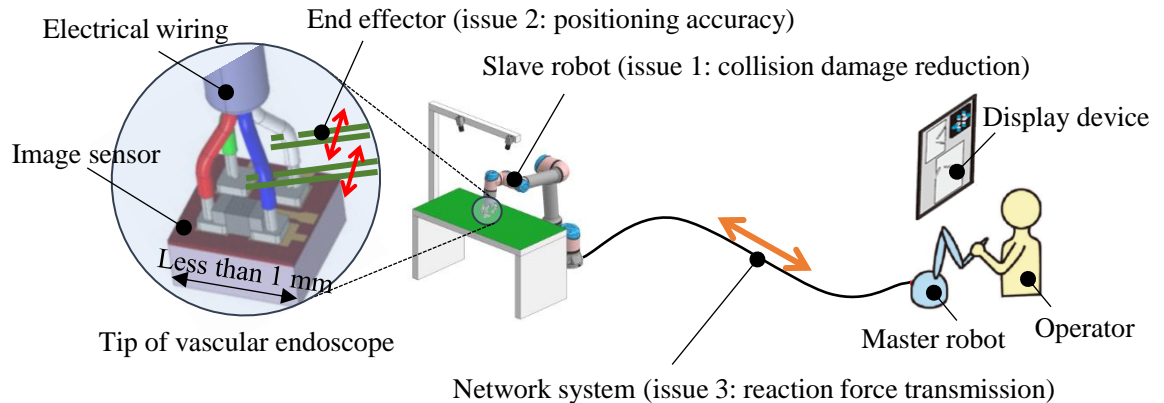 End effector (issue 2: positioning accuracy)
Electrical wiring
Slave robot (issue 1: collision damage reduction)
Display device
Image sensor
Less than 1 mm
Tip of vascular endoscope
Master robot
Operator
Network system (issue 3: reaction force transmission)